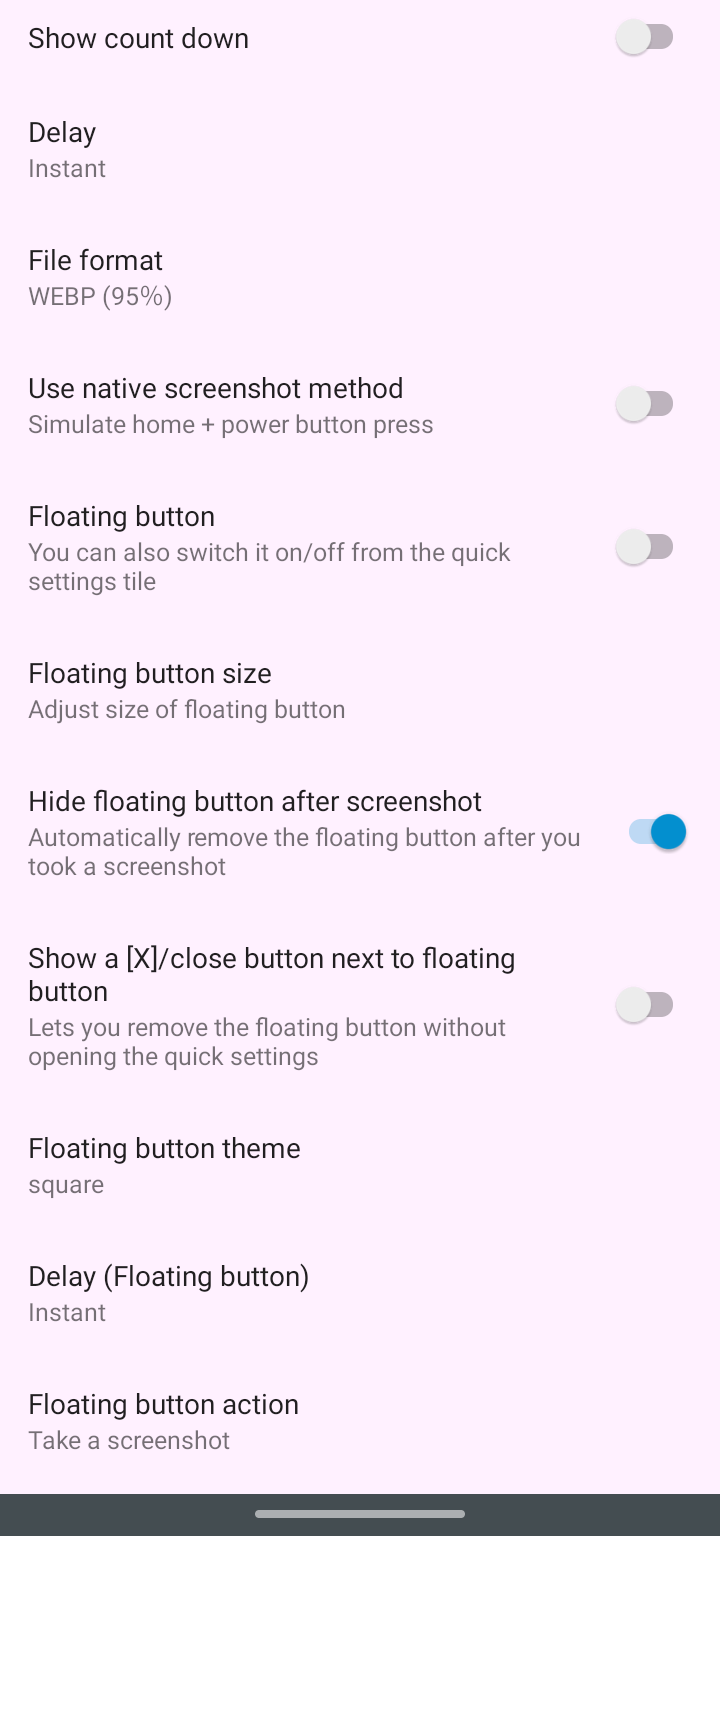 Show count down
Delay
Instant
File format
WEBP (95%)
Use native screenshot method
Simulate home + power button press
Floating button
You can also switch it on/off from the quick
settings tile
Floating button size
Adjust size of floating button
Hide floating button after screenshot
Automatically remove the floating button after you
took a screenshot
Show a [X]/close button next to floating
button
Lets you remove the floating button without
opening the quick settings
Floating button theme
square
Delay (Floating button)
Instant
Floating button action
Take a screenshot